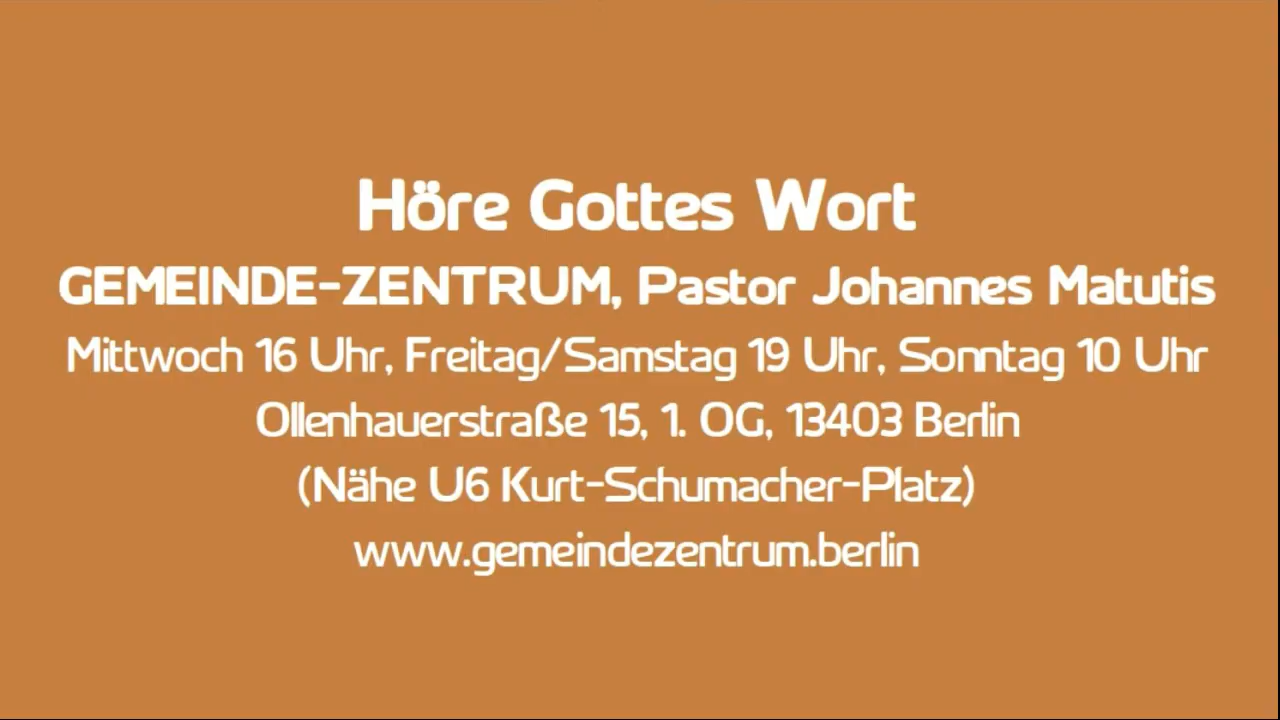 Höre Gottes Wort
GEMEINDE-ZENTRUM, Pastor Johannes Matutis
Mittwoch 16 Uhr, Freitag/Samstag 19 Uhr, Sonntag 10 Uhr
Ollenhauerstraße 15, 1. OG, 13403 Berlin
(Nähe U6 Kurt-Schumacher-Platz)
www.gemeindezentrum.berlin